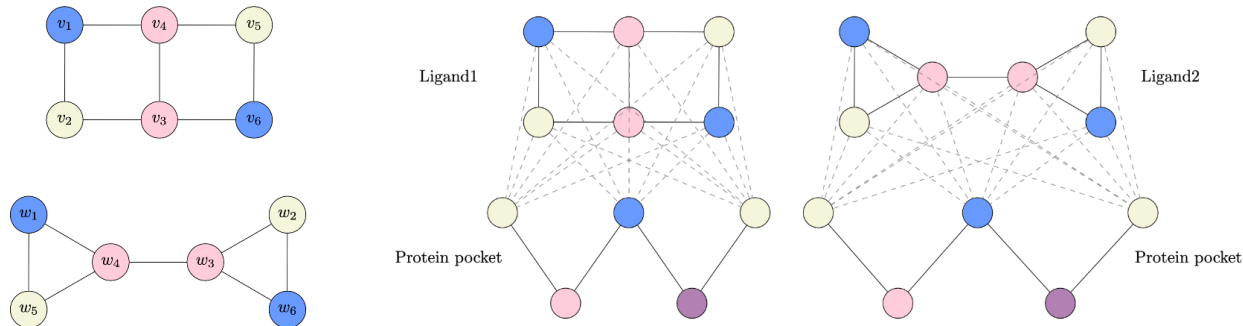 v1 v4 v5
v2 v3 v6
w1 w2
w4 w3
w5 w6
Ligand1
Protein pocket
Ligand2
Protein pocket